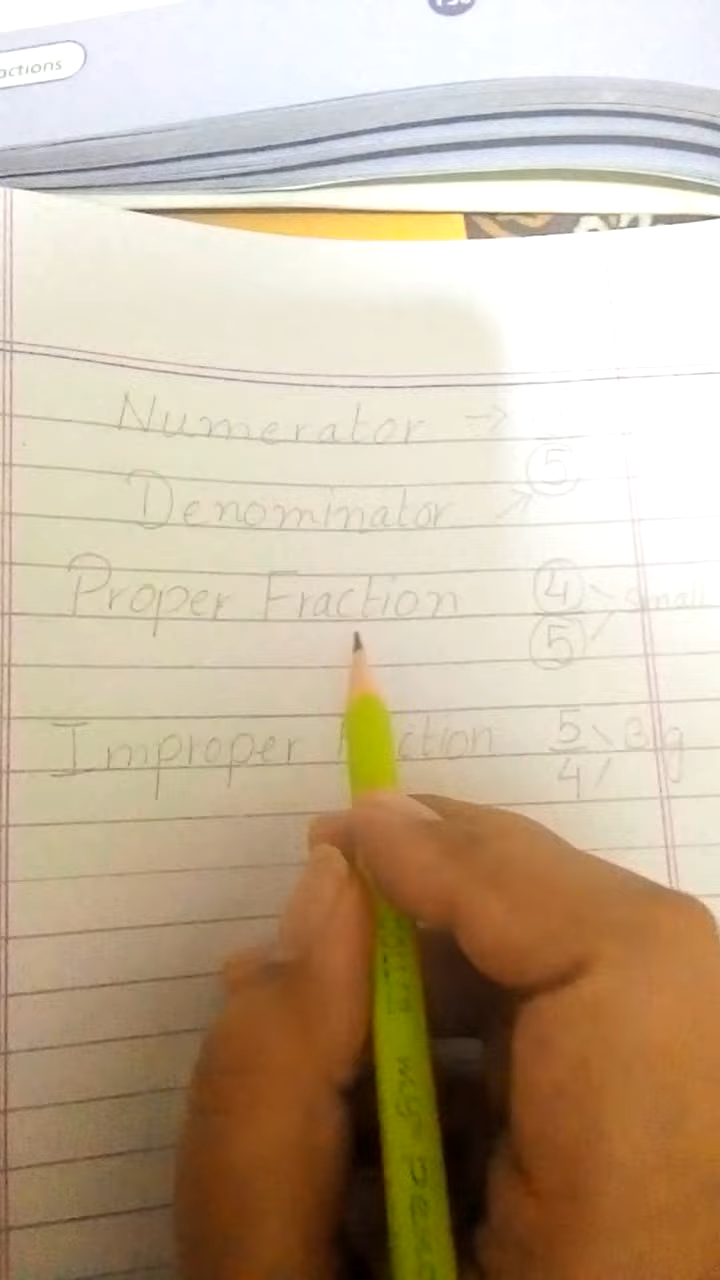 actions
Numerator →
5
Denominator ↗
Proper Fraction 4 small
5
Improper ction 5 Big
4